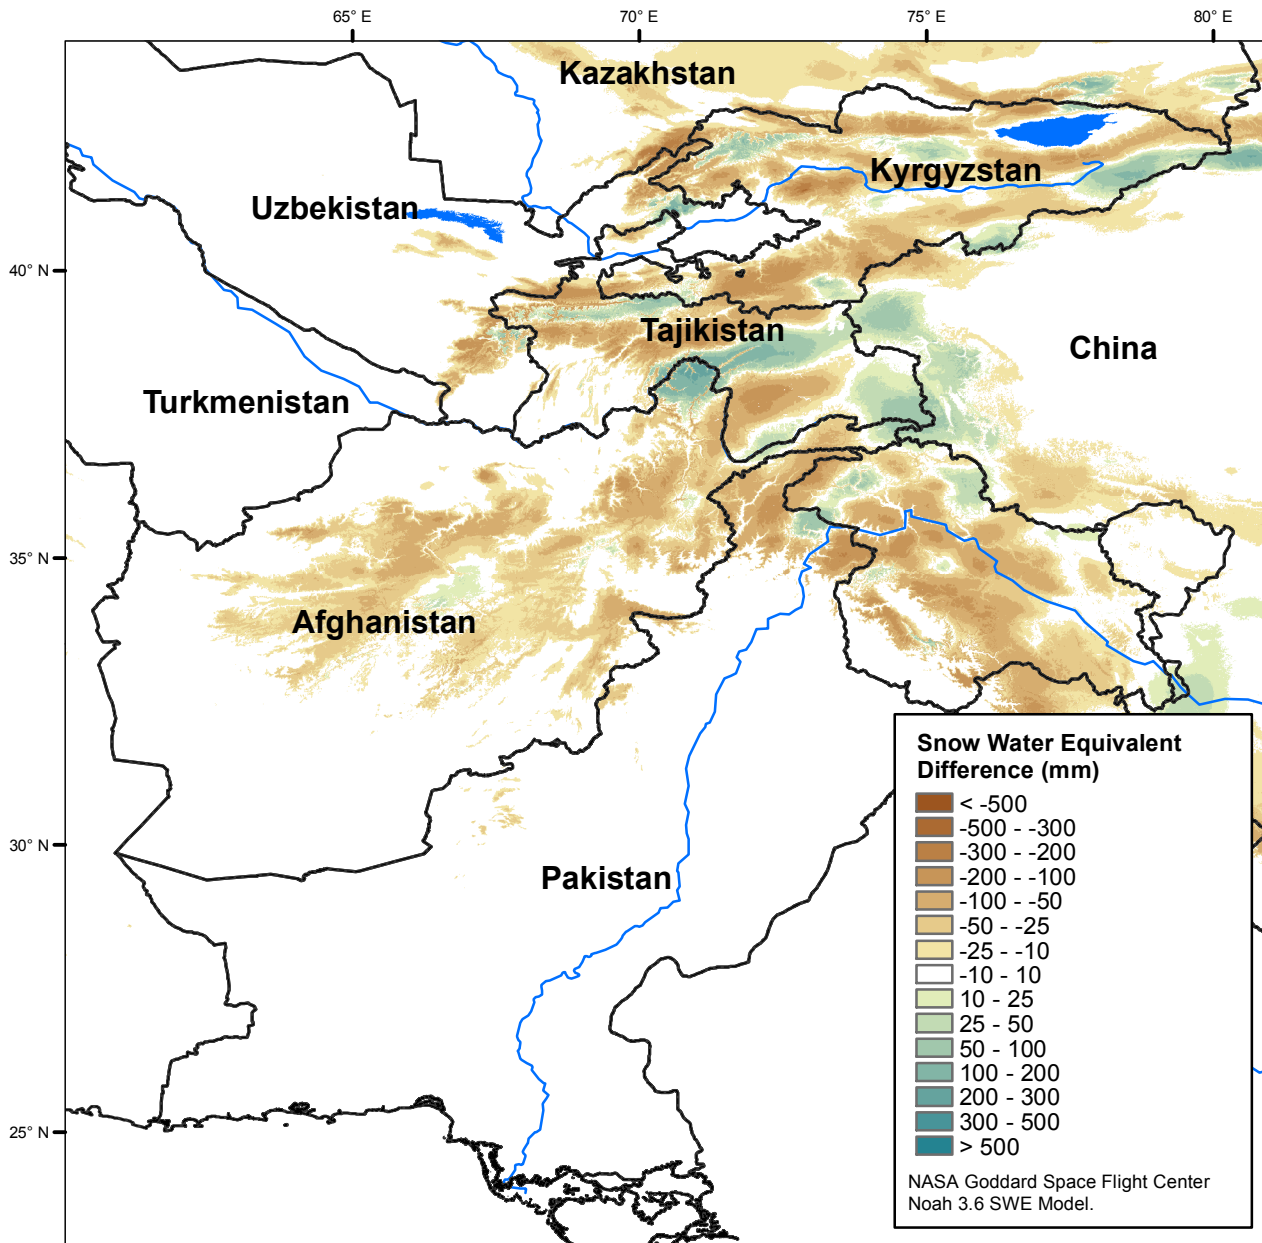 65° E
70° E
75° E
80° E
Kazakhstan
Kyrgyzstan
Uzbekistan
40° N
Tajikistan
China
Turkmenistan
35° N
Afghanistan
Snow Water Equivalent
Difference (mm)
< -500
-500 - -300
-300 - -200
-200 - -100
-100 - -50
-50 - -25
-25 - -10
-10 - 10
10 - 25
25 - 50
50 - 100
100 - 200
200 - 300
300 - 500
> 500
NASA Goddard Space Flight Center
Noah 3.6 SWE Model.
30° N
Pakistan
25° N